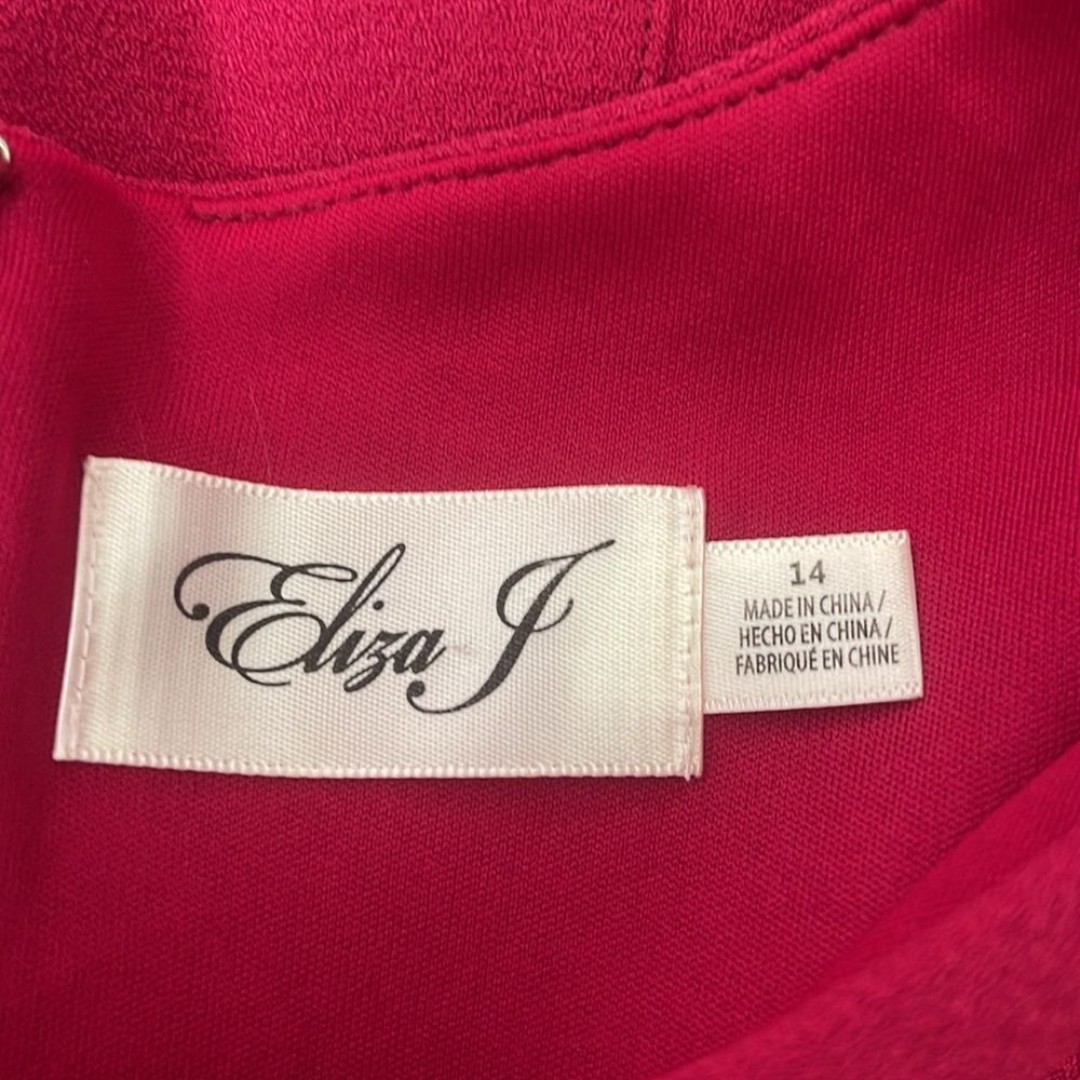 Eliza J
14
MADE IN CHINA /
HECHO EN CHINA /
FABRIQUÉ EN CHINE